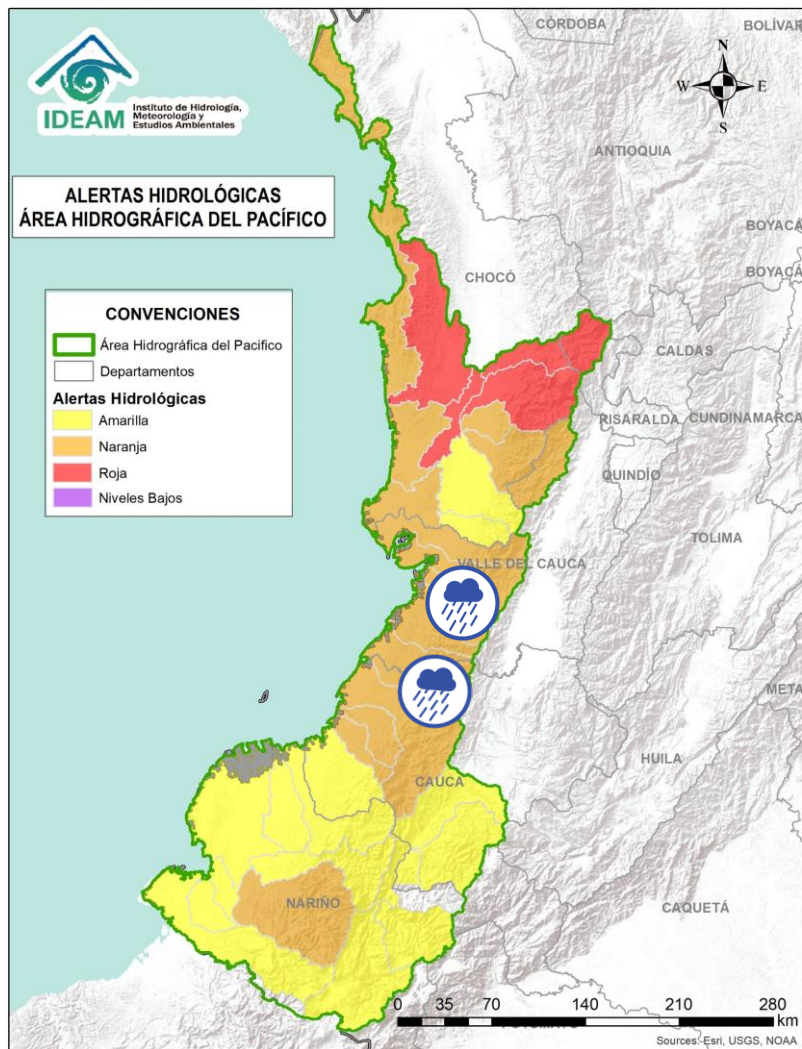 CÓRDOBA
BOLÍVAR
IDEAM
Instituto de Hidrología,
Meteorología y
Estudios Ambientales
N
W E
S
ANTIOQUIA
ALERTAS HIDROLÓGICAS
ÁREA HIDROGRÁFICA DEL PACÍFICO
BOYACÁ
BOYACÁ
CHOCÓ
CONVENCIONES
Área Hidrográfica del Pacifico
Departamentos
Alertas Hidrológicas
Amarilla
Naranja
Roja
Niveles Bajos
CALDAS
RISARALDA
CUNDINAMARCA
QUINDÍO
TOLIMA
VALLE DEL CAUCA
META
HUILA
CAUCA
NARIÑO
CAQUETÁ
0 35 70 140 210 280
km
Sources: Esri, USGS, NOAA